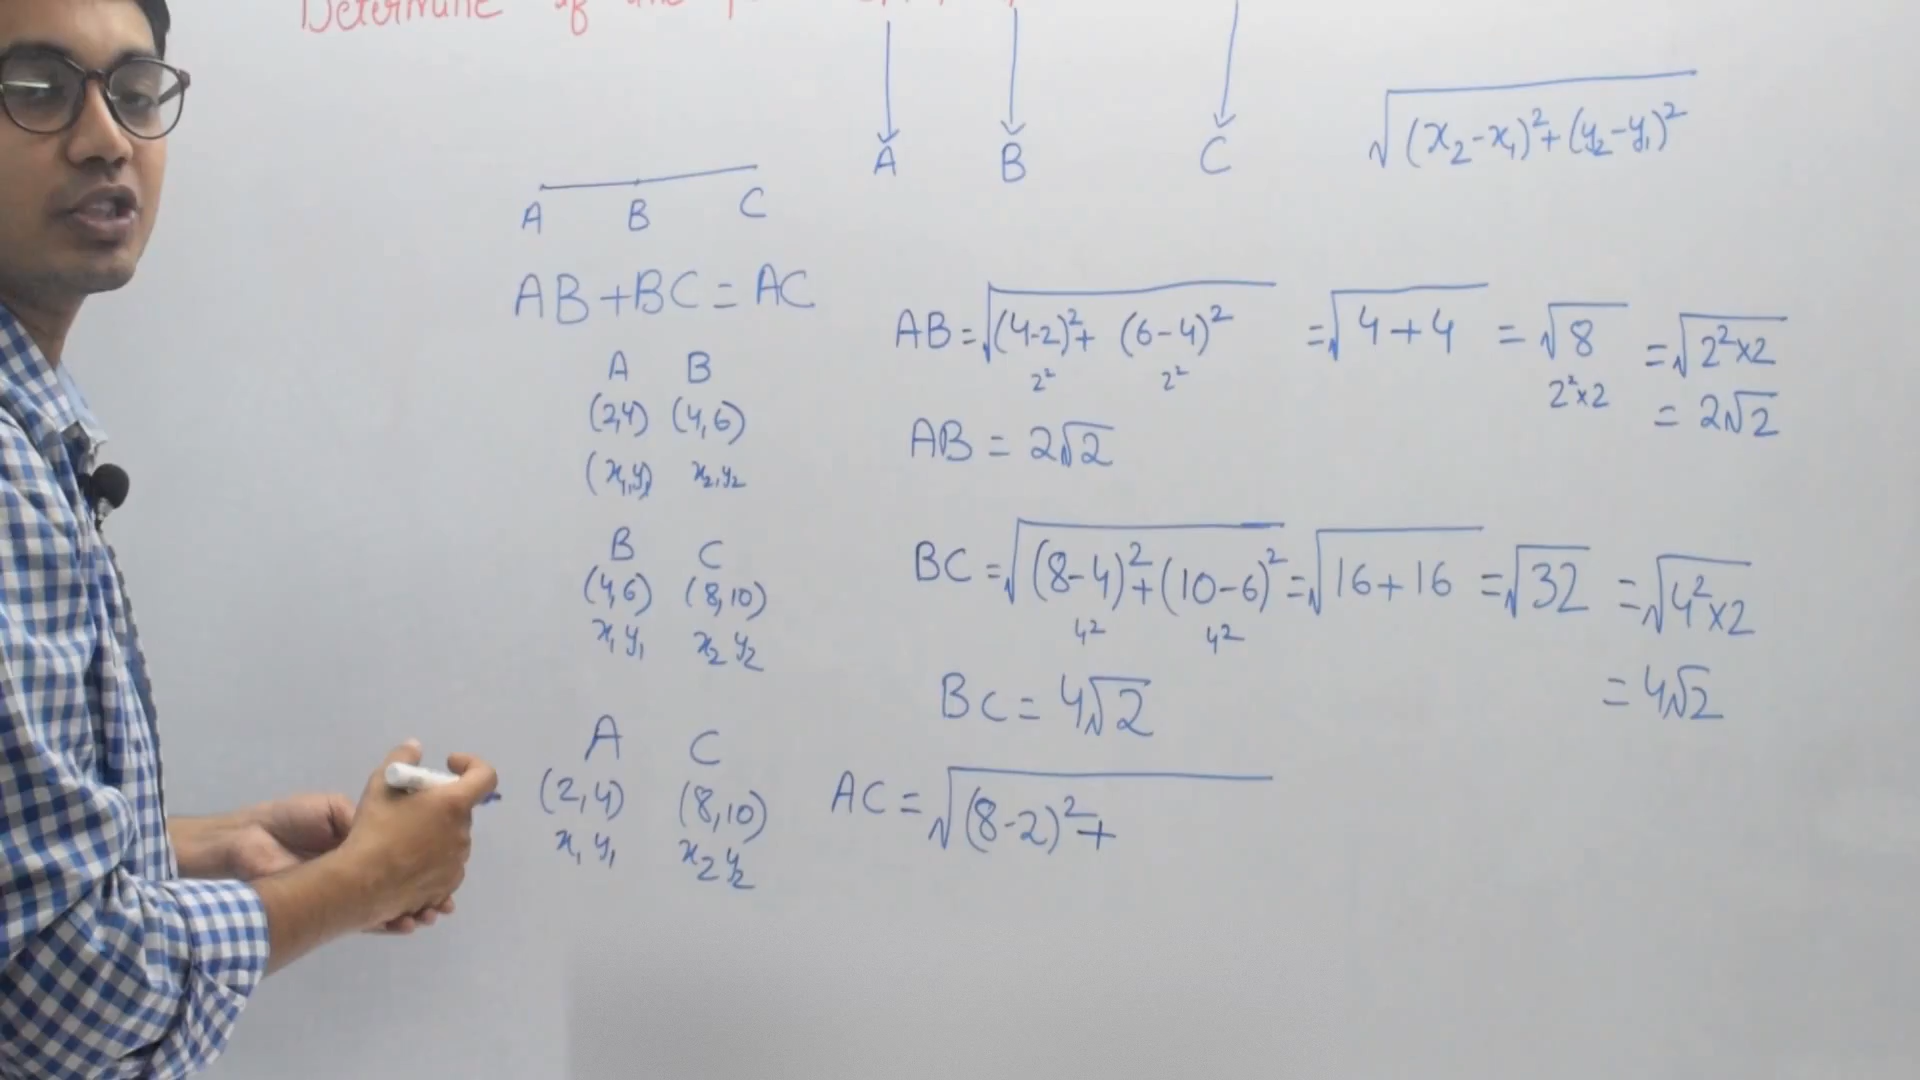 Determine if the
A B C
√(x₂-x₁)²+(y₂-y₁)²
A B C
AB+BC=AC
A B
(2,4) (4,6)
(x₁,y₁) x₂,y₂
AB=√(4-2)²+ (6-4)² =√4+4 = √8 =√2²x2
2² 2² 2²x2 = 2√2
AB = 2√2
B C
(4,6) (8,10)
x₁ y₁ x₂ y₂
BC=√(8-4)²+(10-6)²=√16+16 =√32 =√4²x2
4² 4²
= 4√2
BC= 4√2
A C
(2,4) (8,10)
x₁ y₁ x₂ y₂
AC=√(8-2)²+